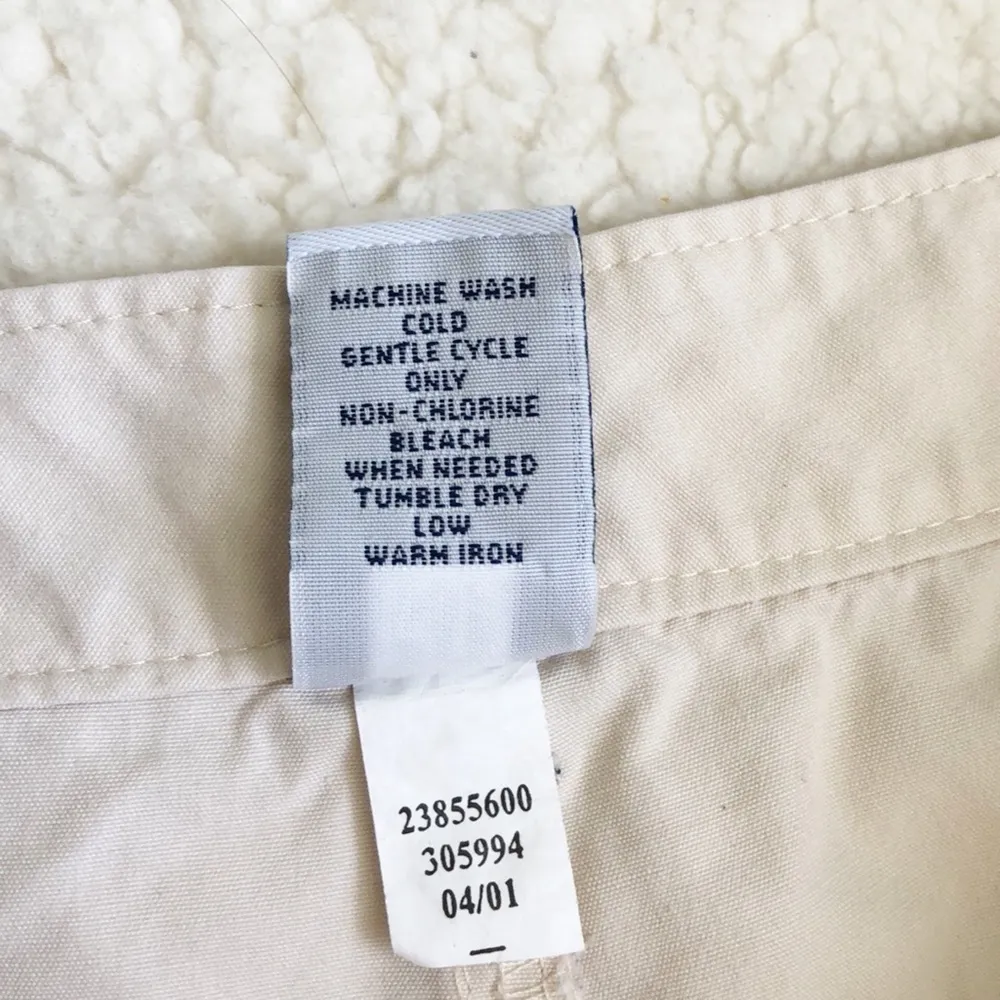 MACHINE WASH
COLD
GENTLE CYCLE
ONLY
NON-CHLORINE
BLEACH
WHEN NEEDED
TUMBLE DRY
LOW
WARM IRON
23855600
305994
04/01